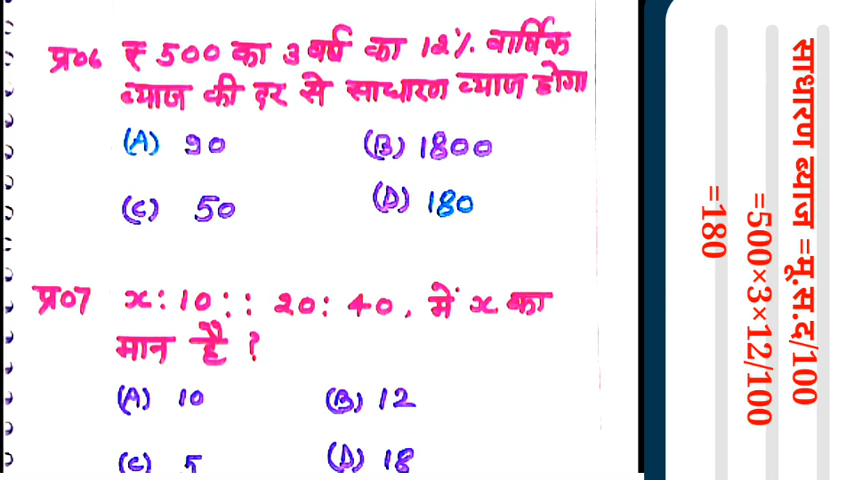 प्र06 ₹ 500 का 3 वर्ष का 12% वार्षिक
ब्याज की दर से साधारण ब्याज होगा
(A) 90 (B) 1800
(C) 50 (D) 180
प्र07 x : 10 : : 20 : 40 , में x का
मान है ?
(A) 10 (B) 12
(C) 5 (D) 18
साधारण ब्याज =मू.स.द/100
=500×3×12/100
=180